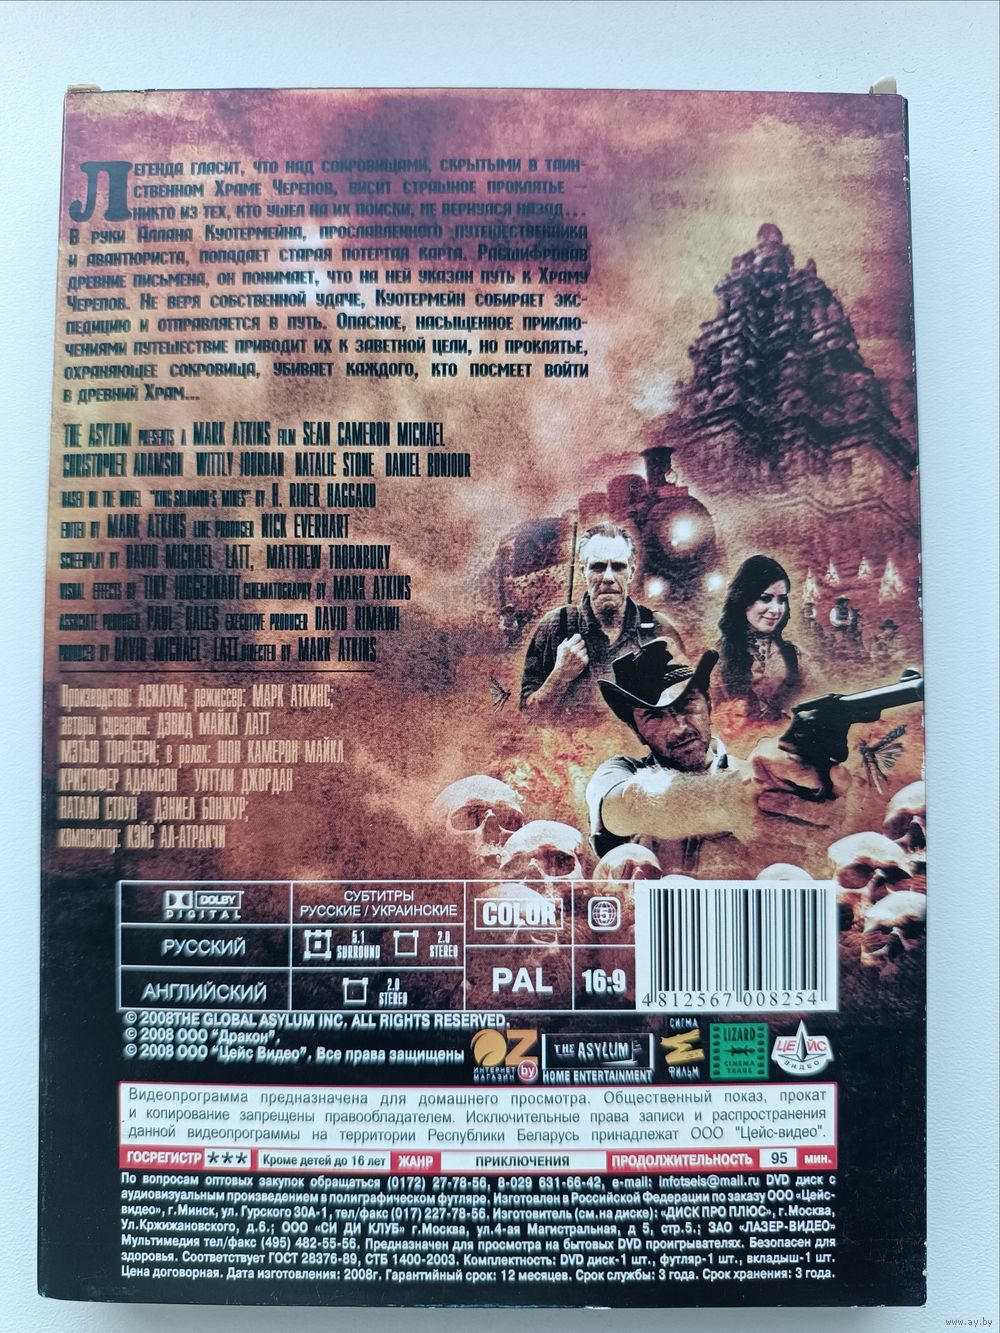 Легенда гласит, что над сокровищами, скрытыми в таин-
ственном Храме Черепов, висит страшное проклятье –
никто из тех, кто ушел на их поиски, не вернулся назад...
В руки Аллана Куотермейна, прославленного путешественника
и авантюриста, попадает старая потертая карта. Расшифровав
древние письмена, он понимает, что на ней указан путь к Храму
Черепов. Не веря собственной удаче, Куотермейн собирает экс-
педицию и отправляется в путь. Опасное, насыщенное приклю-
чениями путешествие приводит их к заветной цели, но проклятье,
охраняющее сокровища, убивает каждого, кто посмеет войти
в древний Храм...
THE ASYLUM PRESENTS A MARK ATKINS FILM SEAN CAMERON MICHAEL
CHRISTOPHER ADAMSON WITTLY JOURDAN NATALIE STONE DANIEL BONJOUR
BASED ON THE NOVEL "KING SOLOMON'S MINES" BY H. RIDER HAGGARD
EDITED BY MARK ATKINS LINE PRODUCER NICK EVERHART
SCREENPLAY BY DAVID MICHAEL LATT, MATTHEW THORNBURY
VISUAL EFFECTS BY TINY JUGGERNAUT CINEMATOGRAPHY BY MARK ATKINS
ASSOCIATE PRODUCER PAUL BALES EXECUTIVE PRODUCER DAVID RIMAWI
PRODUCED BY DAVID MICHAEL LATT DIRECTED BY MARK ATKINS
Производство: АСИЛУМ; режиссер: МАРК АТКИНС;
авторы сценария: ДЭВИД МАЙКЛ ЛАТТ
МЭТЬЮ ТОРНБЕРИ; в ролях: ШОН КАМЕРОН МАЙКЛ
КРИСТОФЕР АДАМСОН УИТТЛИ ДЖОРДАН
НАТАЛИ СТОУН ДЭНИЕЛ БОНЖУР;
композитор: КЭЙС АЛ-АТРАКЧИ
DOLBY
DIGITAL
СУБТИТРЫ
РУССКИЕ / УКРАИНСКИЕ
COLOR
РУССКИЙ
5.1 SURROUND
2.0 STEREO
PAL
16:9
АНГЛИЙСКИЙ
2.0 STEREO
4 812567 008254
© 2008THE GLOBAL ASYLUM INC. ALL RIGHTS RESERVED.
© 2008 ООО "Дракон",
© 2008 ООО "Цейс Видео", Все права защищены
OZ
ИНТЕРНЕТ
МАГАЗИН by
THE ASYLUM
HOME ENTERTAINMENT
СИГМА
ФИЛЬМ
LIZARD
CINEMA
TRADE
ЦЕЙС
ВИДЕО
Видеопрограмма предназначена для домашнего просмотра. Общественный показ, прокат
и копирование запрещены правообладателем. Исключительные права записи и распространения
данной видеопрограммы на территории Республики Беларусь принадлежат ООО "Цейс-видео".
ГОСРЕГИСТР *** Кроме детей до 16 лет ЖАНР ПРИКЛЮЧЕНИЯ ПРОДОЛЖИТЕЛЬНОСТЬ 95 мин.
По вопросам оптовых закупок обращаться (0172) 27-78-56, 8-029 631-66-42, e-mail: infotseis@mail.ru DVD диск с
аудиовизуальным произведением в полиграфическом футляре. Изготовлен в Российской Федерации по заказу ООО «Цейс-
видео», г.Минск, ул. Гурского 30А-1, тел/факс (017) 227-78-56. Изготовитель (см.на диске): «ДИСК ПРО ПЛЮС», г.Москва,
Ул.Кржижановского, д.6.; ООО «СИ ДИ КЛУБ» г.Москва, ул.4-ая Магистральная, д 5, стр.5.; ЗАО «ЛАЗЕР-ВИДЕО»
Мультимедия тел/факс (495) 482-55-56. Предназначен для просмотра на бытовых DVD проигрывателях. Безопасен для
здоровья. Соответствует ГОСТ 28376-89, СТБ 1400-2003. Комплектность: DVD диск-1 шт., футляр-1 шт., вкладыш-1 шт.
Цена договорная. Дата изготовления: 2008г. Гарантийный срок: 12 месяцев. Срок службы: 3 года. Срок хранения: 3 года.
www.ay.by